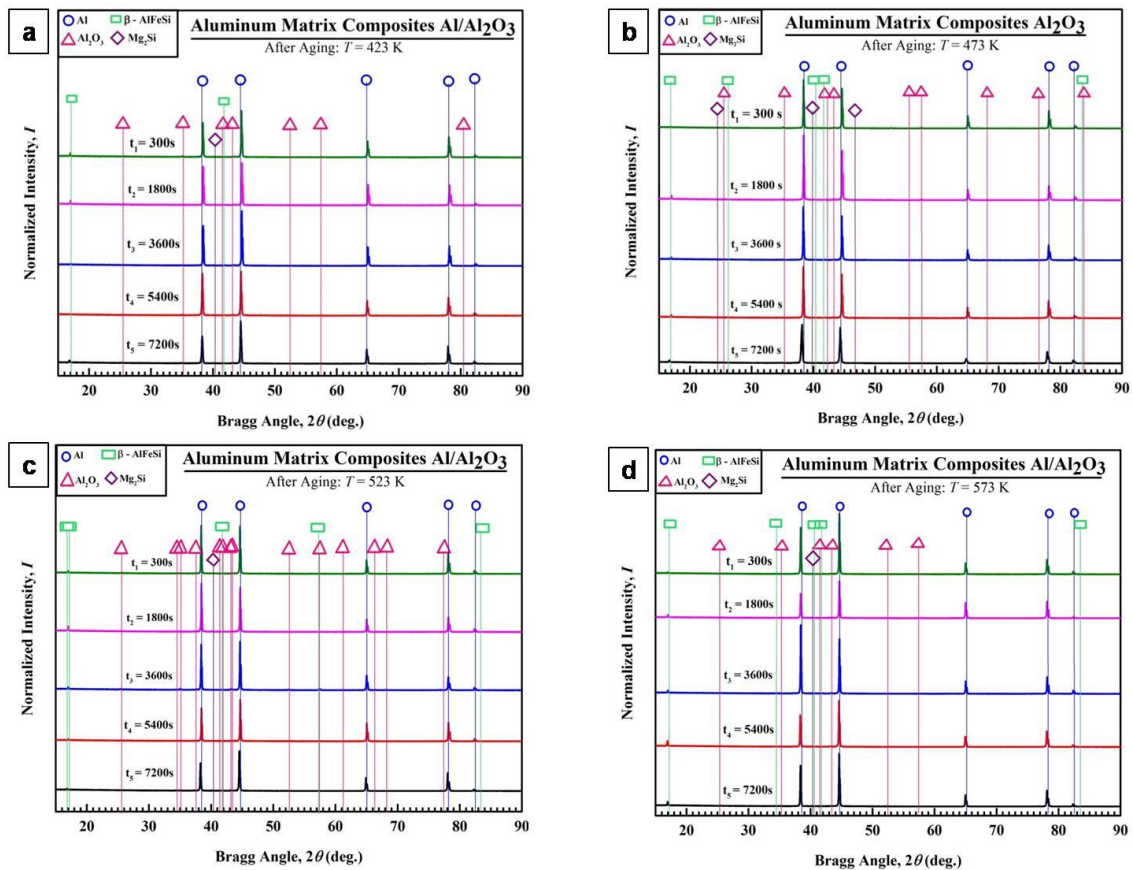 a
Al
β - AlFeSi
Al₂O₃
Mg₂Si
Aluminum Matrix Composites Al/Al₂O₃
After Aging: T = 423 K
Normalized Intensity, I
t₁ = 300s
t₂ = 1800s
t₃ = 3600s
t₄ = 5400s
t₅ = 7200s
20 30 40 50 60 70 80 90
Bragg Angle, 2θ (deg.)
b
Al
β - AlFeSi
Al₂O₃
Mg₂Si
Aluminum Matrix Composites Al/Al₂O₃
After Aging: T = 473 K
Normalized Intensity, I
t₁ = 300 s
t₂ = 1800 s
t₃ = 3600 s
t₄ = 5400 s
t₅ = 7200 s
20 30 40 50 60 70 80 90
Bragg Angle, 2θ (deg.)
c
Al
β - AlFeSi
Al₂O₃
Mg₂Si
Aluminum Matrix Composites Al/Al₂O₃
After Aging: T = 523 K
Normalized Intensity, I
t₁ = 300s
t₂ = 1800s
t₃ = 3600s
t₄ = 5400s
t₅ = 7200s
20 30 40 50 60 70 80 90
Bragg Angle, 2θ (deg.)
d
Al
β - AlFeSi
Al₂O₃
Mg₂Si
Aluminum Matrix Composites Al/Al₂O₃
After Aging: T = 573 K
Normalized Intensity, I
t₁ = 300s
t₂ = 1800s
t₃ = 3600s
t₄ = 5400s
t₅ = 7200s
20 30 40 50 60 70 80 90
Bragg Angle, 2θ (deg.)